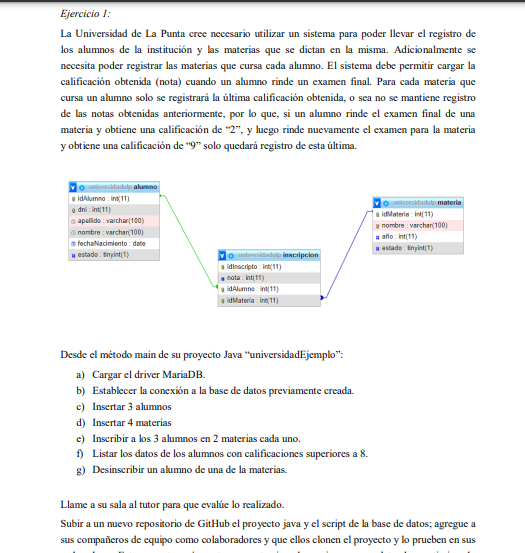 Ejercicio 1:
La Universidad de La Punta cree necesario utilizar un sistema para poder llevar el registro de
los alumnos de la institución y las materias que se dictan en la misma. Adicionalmente se
necesita poder registrar las materias que cursa cada alumno. El sistema debe permitir cargar la
calificación obtenida (nota) cuando un alumno rinde un examen final. Para cada materia que
cursa un alumno solo se registrará la última calificación obtenida, o sea no se mantiene registro
de las notas obtenidas anteriormente, por lo que, si un alumno rinde el examen final de una
materia y obtiene una calificación de “2”, y luego rinde nuevamente el examen para la materia
y obtiene una calificación de “9” solo quedará registro de esta última.
universidadulp alumno
idAlumno : int(11)
dni : int(11)
apellido : varchar(100)
nombre : varchar(100)
fechaNacimiento : date
estado : tinyint(1)
universidadulp materia
idMateria : int(11)
nombre : varchar(100)
año : int(11)
estado : tinyint(1)
universidadulp inscripcion
idInscripto : int(11)
nota : int(11)
idAlumno : int(11)
idMateria : int(11)
Desde el método main de su proyecto Java “universidadEjemplo”:
a) Cargar el driver MariaDB.
b) Establecer la conexión a la base de datos previamente creada.
c) Insertar 3 alumnos
d) Insertar 4 materias
e) Inscribir a los 3 alumnos en 2 materias cada uno.
f) Listar los datos de los alumnos con calificaciones superiores a 8.
g) Desinscribir un alumno de una de la materias.
Llame a su sala al tutor para que evalúe lo realizado.
Subir a un nuevo repositorio de GitHub el proyecto java y el script de la base de datos; agregue a
sus compañeros de equipo como colaboradores y que ellos clonen el proyecto y lo prueben en sus